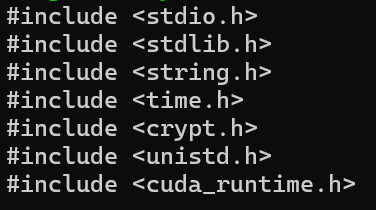 #include <stdio.h>
#include <stdlib.h>
#include <string.h>
#include <time.h>
#include <crypt.h>
#include <unistd.h>
#include <cuda_runtime.h>